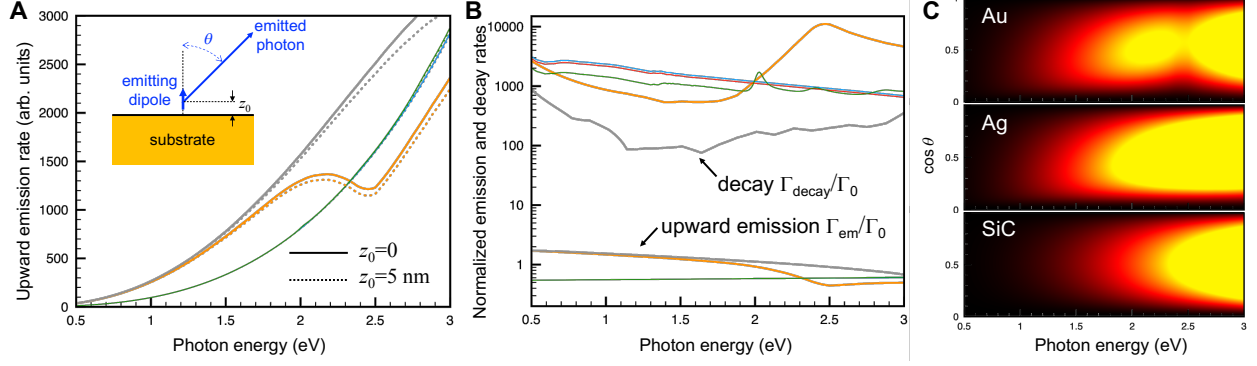 A
Upward emission rate (arb. units)
3000
2500
2000
1500
1000
500
0
0.5
1
1.5
2
2.5
3
Photon energy (eV)
θ
emitted
photon
emitting
dipole
z₀
substrate
z₀=0
z₀=5 nm
B
Normalized emission and decay rates
10000
1000
100
10
1
0.5
1
1.5
2
2.5
3
Photon energy (eV)
decay Γdecay/Γ0
upward emission Γem/Γ0
C
cos θ
Au
0.5
0
Ag
0.5
0
SiC
0.5
0
0.5
1
1.5
2
2.5
3
Photon energy (eV)